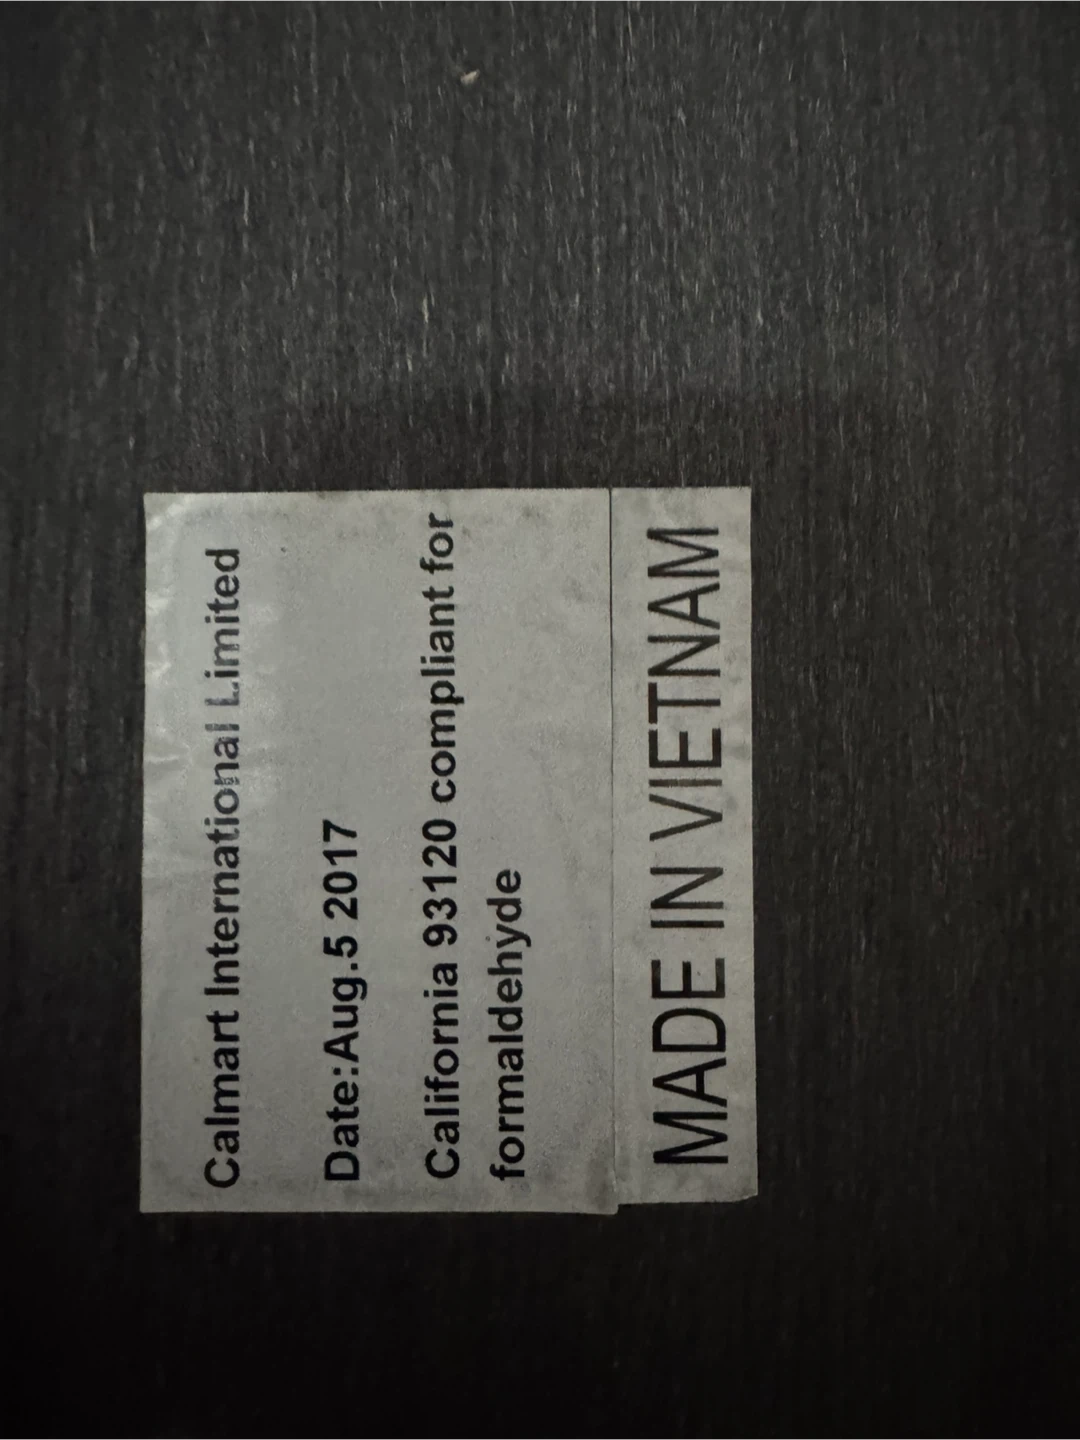 Calmart International Limited
Date:Aug.5 2017
California 93120 compliant for
formaldehyde
MADE IN VIETNAM